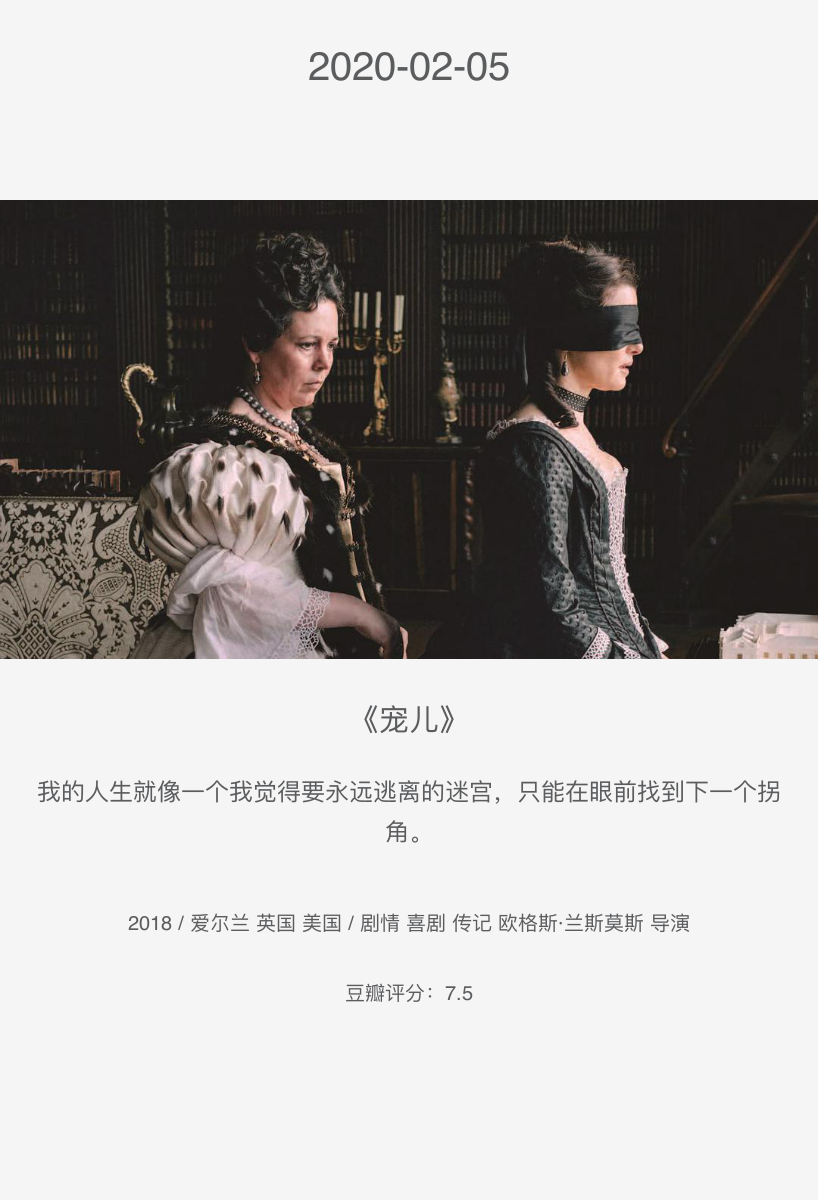 2020-02-05
《宠儿》
我的人生就像一个我觉得要永远逃离的迷宫，只能在眼前找到下一个拐
角。
2018 / 爱尔兰 英国 美国 / 剧情 喜剧 传记 欧格斯·兰斯莫斯 导演
豆瓣评分：7.5